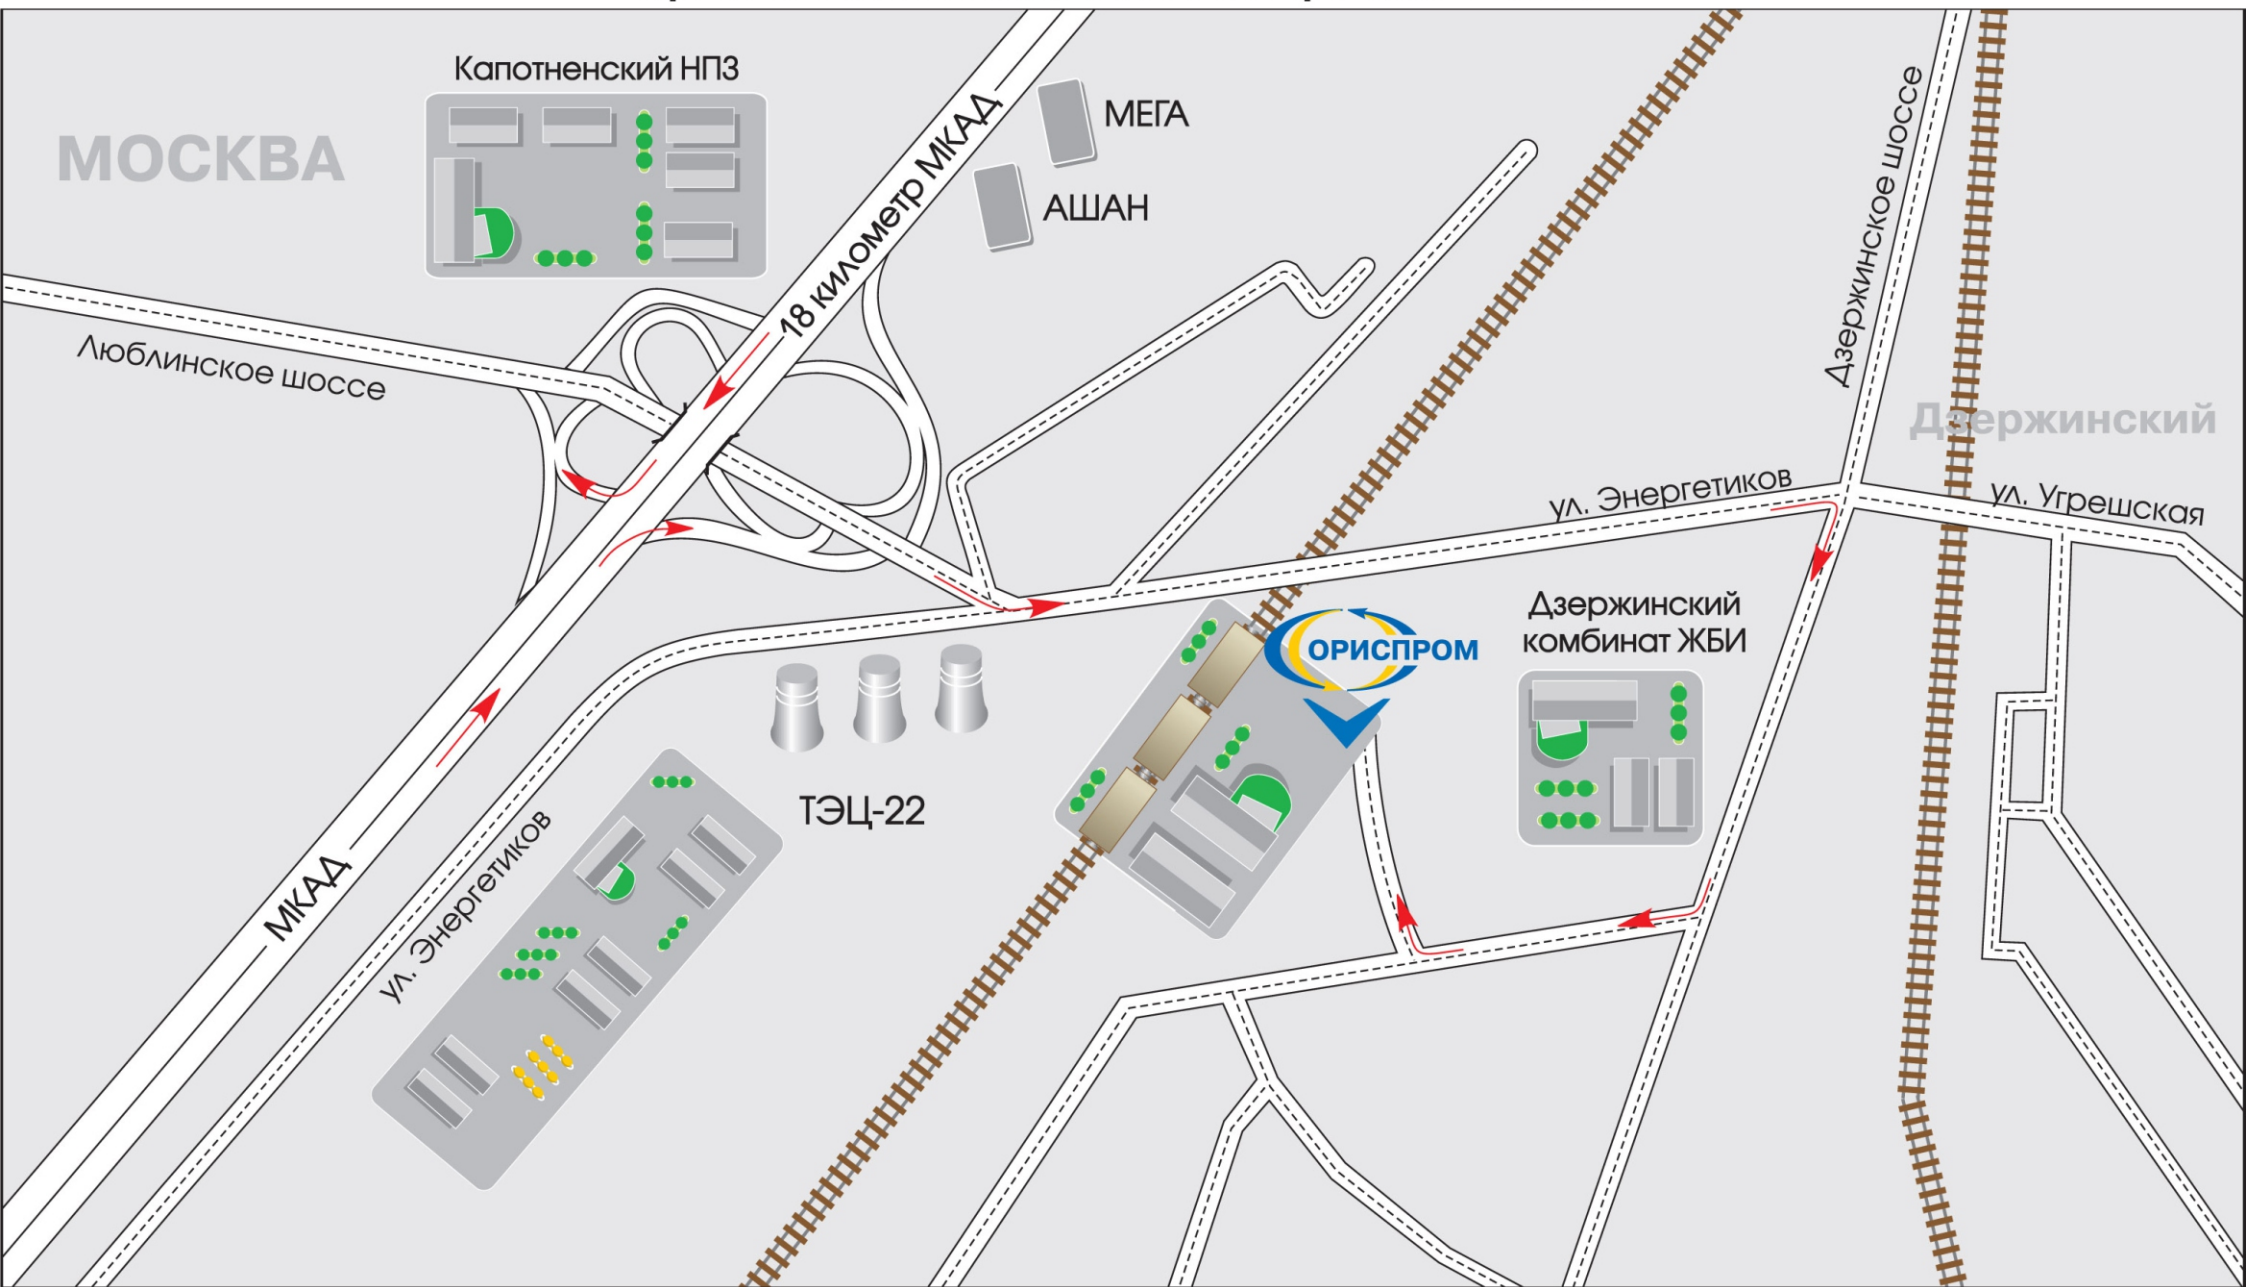 Капотненский НПЗ
МОСКВА
МЕГА
АШАН
18 километр МКАД
Люблинское шоссе
Дзержинское шоссе
Дзержинский
ул. Энергетиков
ул. Угрешская
ОРИСПРОМ
Дзержинский
комбинат ЖБИ
ТЭЦ-22
МКАД
ул. Энергетиков